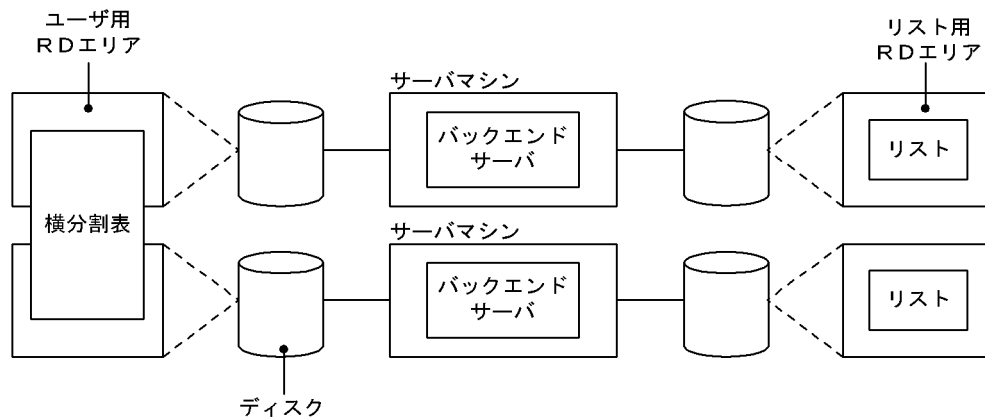 ユーザ用
RDエリア
リスト用
RDエリア
サーバマシン
バックエンド
サーバ
リスト
横分割表
サーバマシン
バックエンド
サーバ
リスト
ディスク